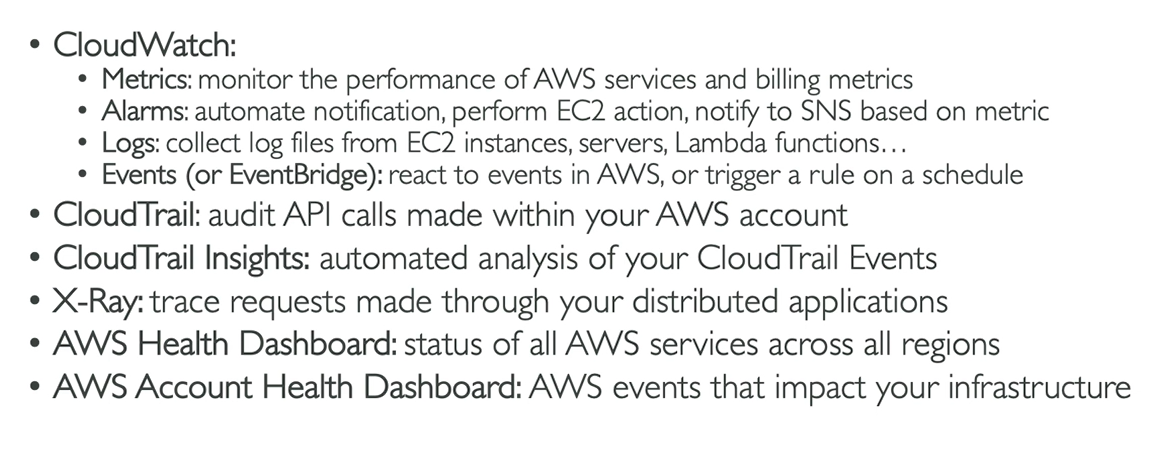 • CloudWatch:
• Metrics: monitor the performance of AWS services and billing metrics
• Alarms: automate notification, perform EC2 action, notify to SNS based on metric
• Logs: collect log files from EC2 instances, servers, Lambda functions…
• Events (or EventBridge): react to events in AWS, or trigger a rule on a schedule
• CloudTrail: audit API calls made within your AWS account
• CloudTrail Insights: automated analysis of your CloudTrail Events
• X-Ray: trace requests made through your distributed applications
• AWS Health Dashboard: status of all AWS services across all regions
• AWS Account Health Dashboard: AWS events that impact your infrastructure